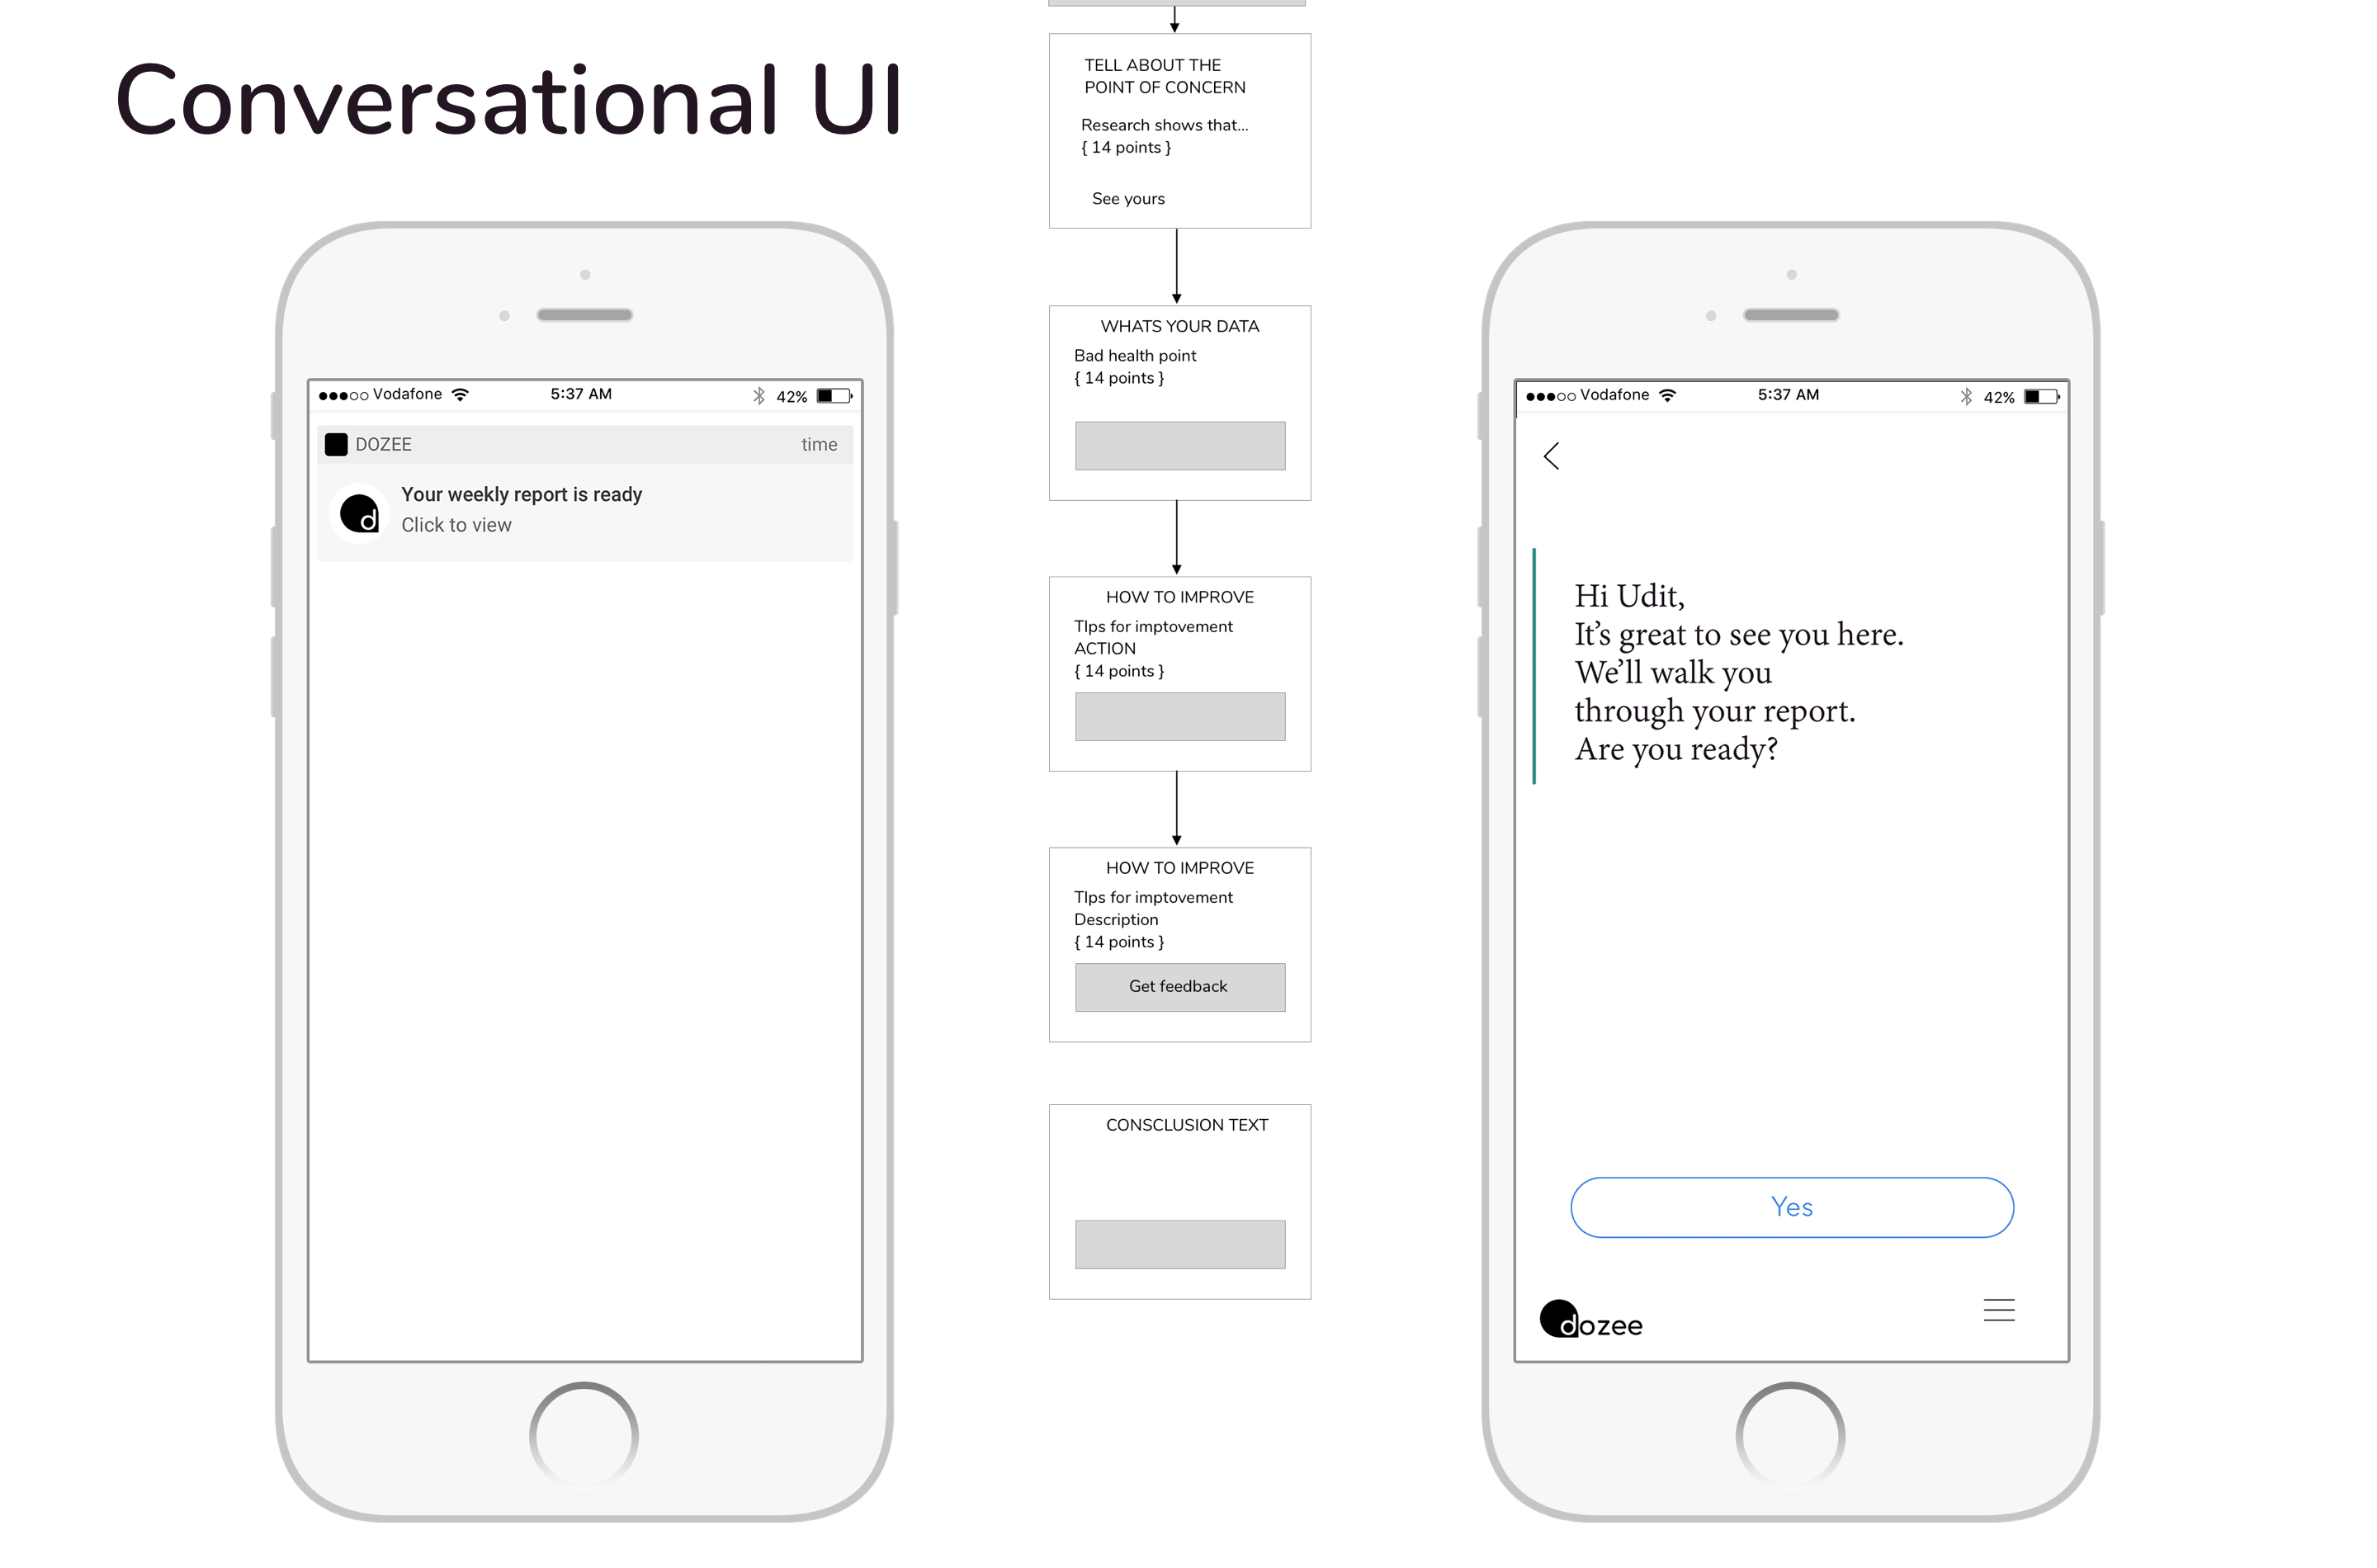 Conversational UI
Vodafone
5:37 AM
42%
DOZEE
time
d
Your weekly report is ready
Click to view
TELL ABOUT THE
POINT OF CONCERN
Research shows that...
{ 14 points }
See yours
WHATS YOUR DATA
Bad health point
{ 14 points }
HOW TO IMPROVE
TIps for imptovement
ACTION
{ 14 points }
HOW TO IMPROVE
TIps for imptovement
Description
{ 14 points }
Get feedback
CONSCLUSION TEXT
Vodafone
5:37 AM
42%
Hi Udit,
It’s great to see you here.
We’ll walk you
through your report.
Are you ready?
Yes
dozee